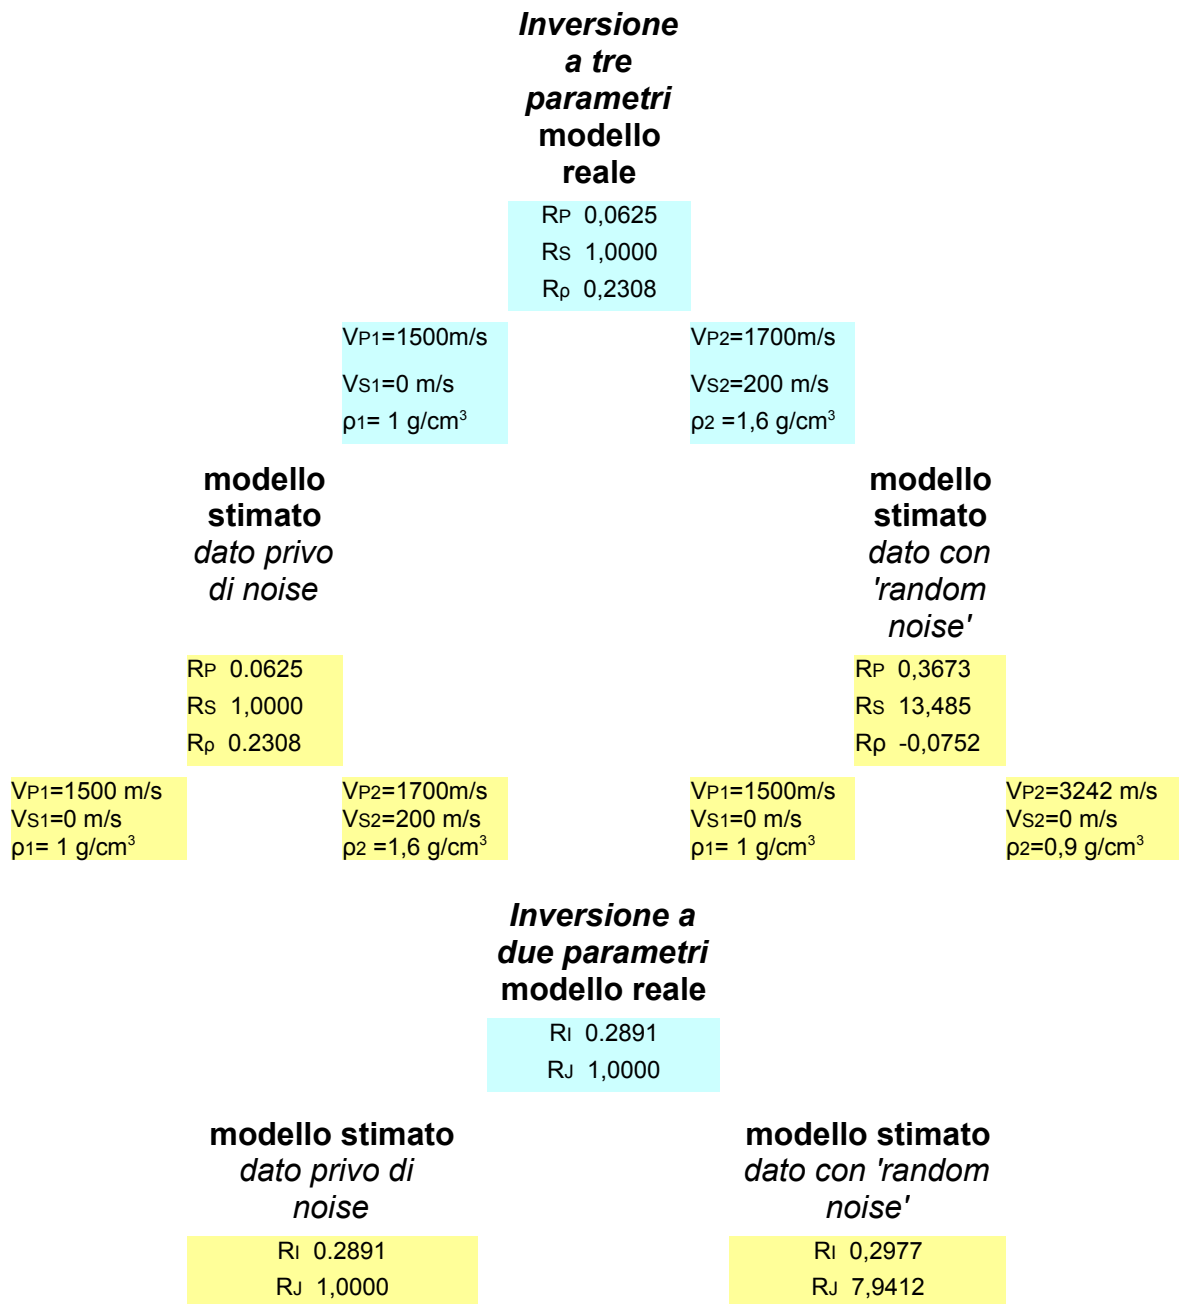 Inversione
a tre
parametri
modello
reale
RP 0,0625
RS 1,0000
Rρ 0,2308
VP1=1500m/s
VS1=0 m/s
ρ1= 1 g/cm³
VP2=1700m/s
VS2=200 m/s
ρ2 =1,6 g/cm³
modello
stimato
dato privo
di noise
modello
stimato
dato con
'random
noise'
RP 0.0625
RS 1,0000
Rρ 0.2308
RP 0,3673
RS 13,485
Rρ -0,0752
VP1=1500 m/s
VS1=0 m/s
ρ1= 1 g/cm³
VP2=1700m/s
VS2=200 m/s
ρ2 =1,6 g/cm³
VP1=1500m/s
VS1=0 m/s
ρ1= 1 g/cm³
VP2=3242 m/s
VS2=0 m/s
ρ2=0,9 g/cm³
Inversione a
due parametri
modello reale
RI 0.2891
RJ 1,0000
modello stimato
dato privo di
noise
modello stimato
dato con 'random
noise'
RI 0.2891
RJ 1,0000
RI 0,2977
RJ 7,9412